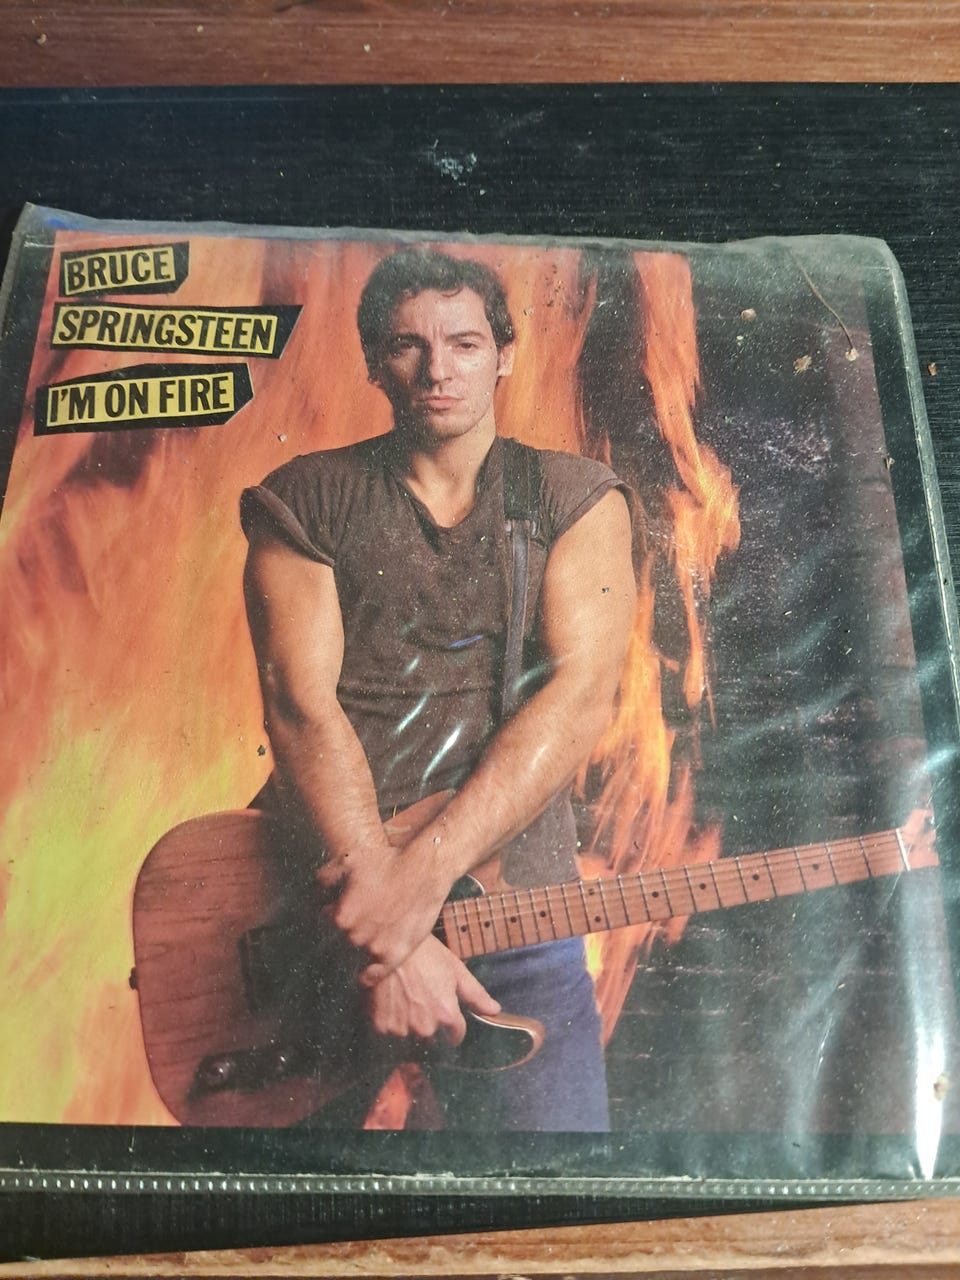 BRUCE
SPRINGSTEEN
I'M ON FIRE